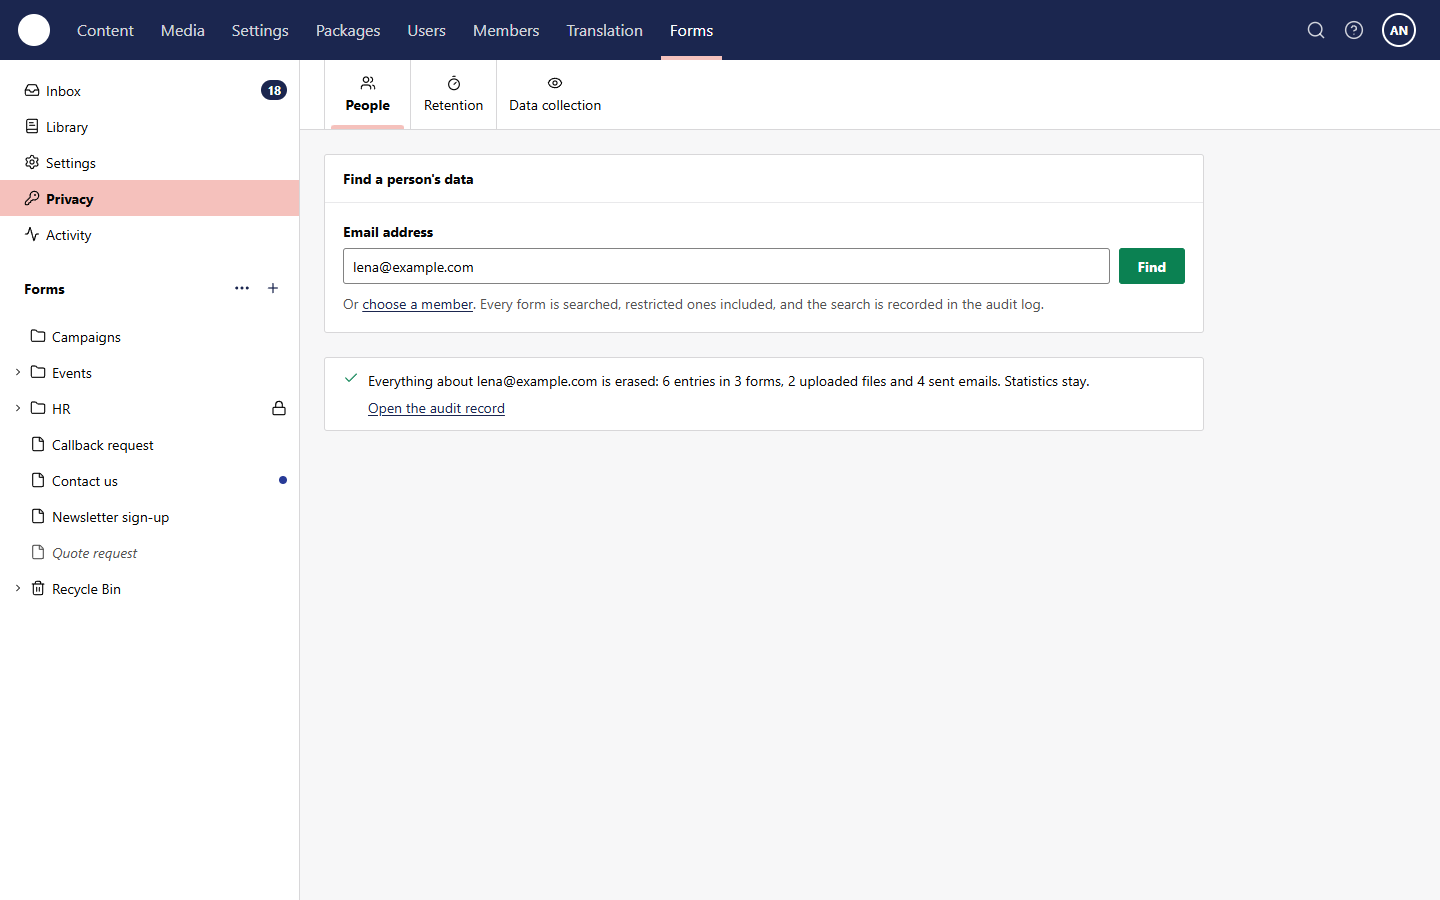 Content Media Settings Packages Users Members Translation Forms AN
Inbox 18
Library
Settings
Privacy
Activity
Forms
Campaigns
Events
HR
Callback request
Contact us
Newsletter sign-up
Quote request
Recycle Bin
People Retention Data collection
Find a person's data
Email address
lena@example.com Find
Or choose a member. Every form is searched, restricted ones included, and the search is recorded in the audit log.
Everything about lena@example.com is erased: 6 entries in 3 forms, 2 uploaded files and 4 sent emails. Statistics stay.
Open the audit record